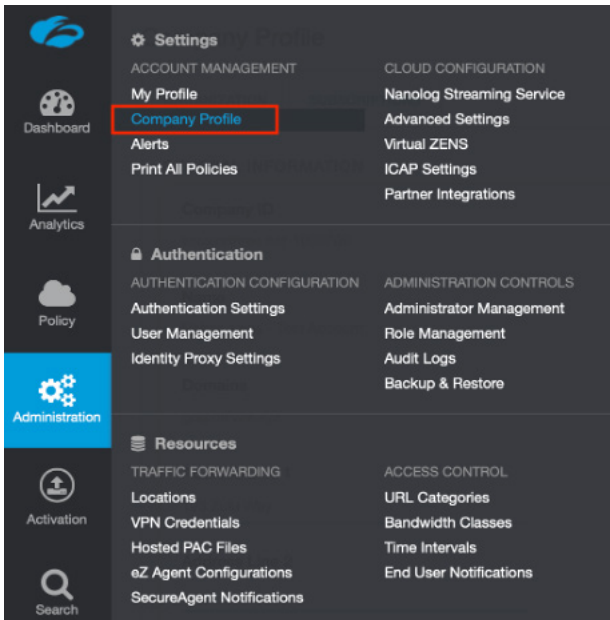 Dashboard
Analytics
Policy
Administration
Activation
Search
Settings
ACCOUNT MANAGEMENT
My Profile
Company Profile
Alerts
Print All Policies
CLOUD CONFIGURATION
Nanolog Streaming Service
Advanced Settings
Virtual ZENS
ICAP Settings
Partner Integrations
Authentication
AUTHENTICATION CONFIGURATION
Authentication Settings
User Management
Identity Proxy Settings
ADMINISTRATION CONTROLS
Administrator Management
Role Management
Audit Logs
Backup & Restore
Resources
TRAFFIC FORWARDING
Locations
VPN Credentials
Hosted PAC Files
eZ Agent Configurations
SecureAgent Notifications
ACCESS CONTROL
URL Categories
Bandwidth Classes
Time Intervals
End User Notifications